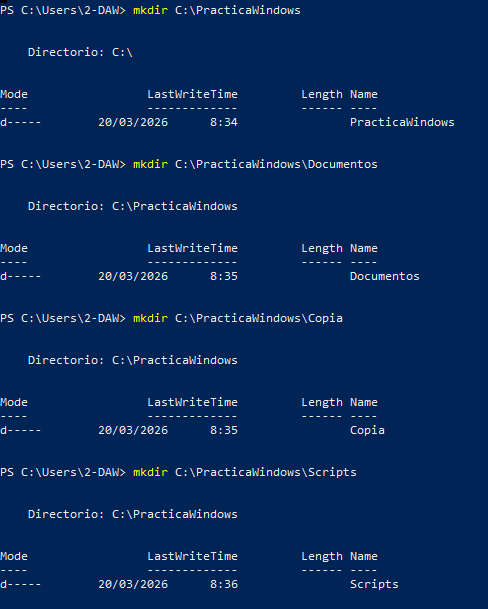 PS C:\Users\2-DAW> mkdir C:\PracticaWindows
Directorio: C:\
Mode LastWriteTime Length Name
---- ------------- ------ ----
d----- 20/03/2026 8:34 PracticaWindows
PS C:\Users\2-DAW> mkdir C:\PracticaWindows\Documentos
Directorio: C:\PracticaWindows
Mode LastWriteTime Length Name
---- ------------- ------ ----
d----- 20/03/2026 8:35 Documentos
PS C:\Users\2-DAW> mkdir C:\PracticaWindows\Copia
Directorio: C:\PracticaWindows
Mode LastWriteTime Length Name
---- ------------- ------ ----
d----- 20/03/2026 8:35 Copia
PS C:\Users\2-DAW> mkdir C:\PracticaWindows\Scripts
Directorio: C:\PracticaWindows
Mode LastWriteTime Length Name
---- ------------- ------ ----
d----- 20/03/2026 8:36 Scripts